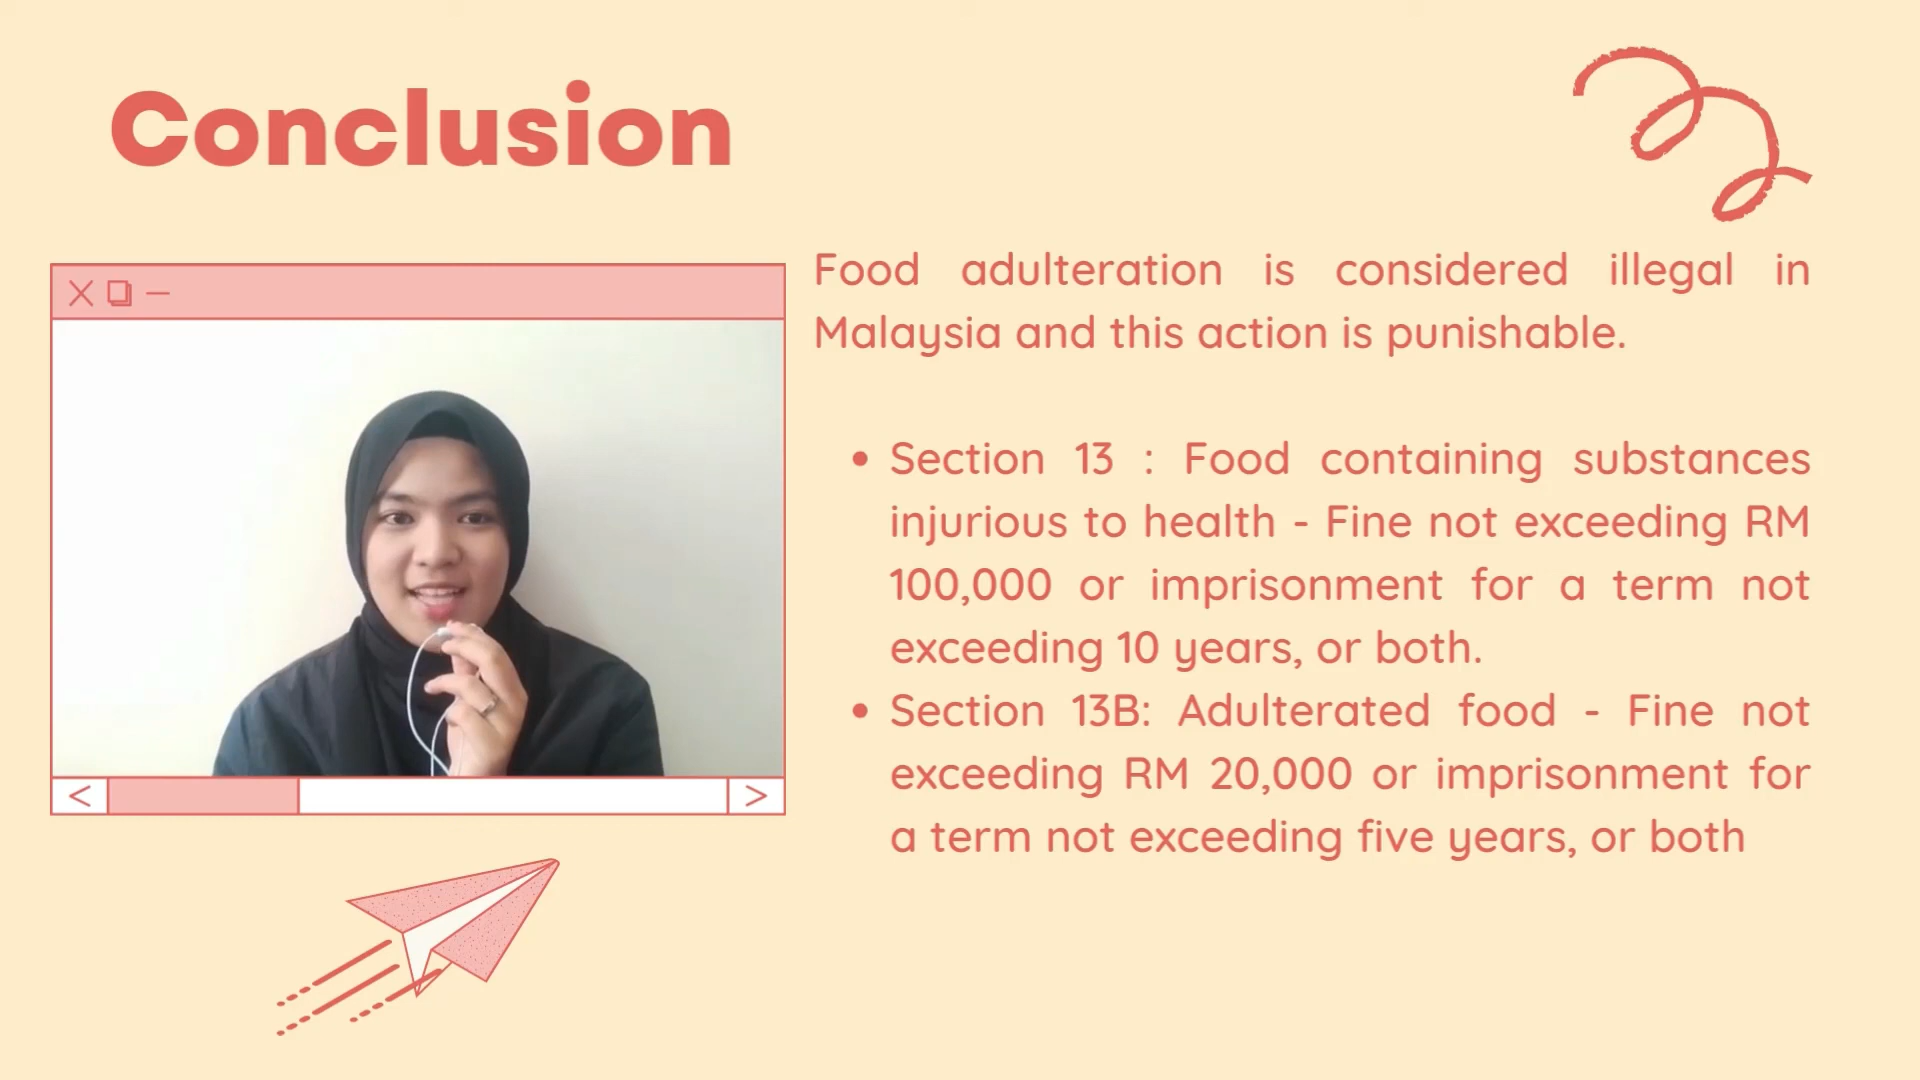 Conclusion
Food adulteration is considered illegal in
Malaysia and this action is punishable.
• Section 13 : Food containing substances
injurious to health - Fine not exceeding RM
100,000 or imprisonment for a term not
exceeding 10 years, or both.
• Section 13B: Adulterated food - Fine not
exceeding RM 20,000 or imprisonment for
a term not exceeding five years, or both